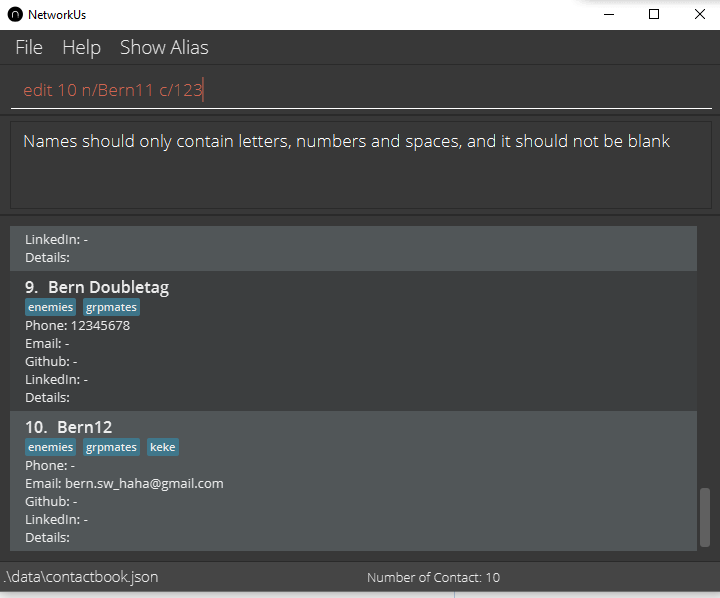 NetworkUs
File Help Show Alias
edit 10 n/Bern11 c/123
Names should only contain letters, numbers and spaces, and it should not be blank
LinkedIn: -
Details:
9. Bern Doubletag
enemies grpmates
Phone: 12345678
Email: -
Github: -
LinkedIn: -
Details:
10. Bern12
enemies grpmates keke
Phone: -
Email: bern.sw_haha@gmail.com
Github: -
LinkedIn: -
Details:
.\data\contactbook.json Number of Contact: 10